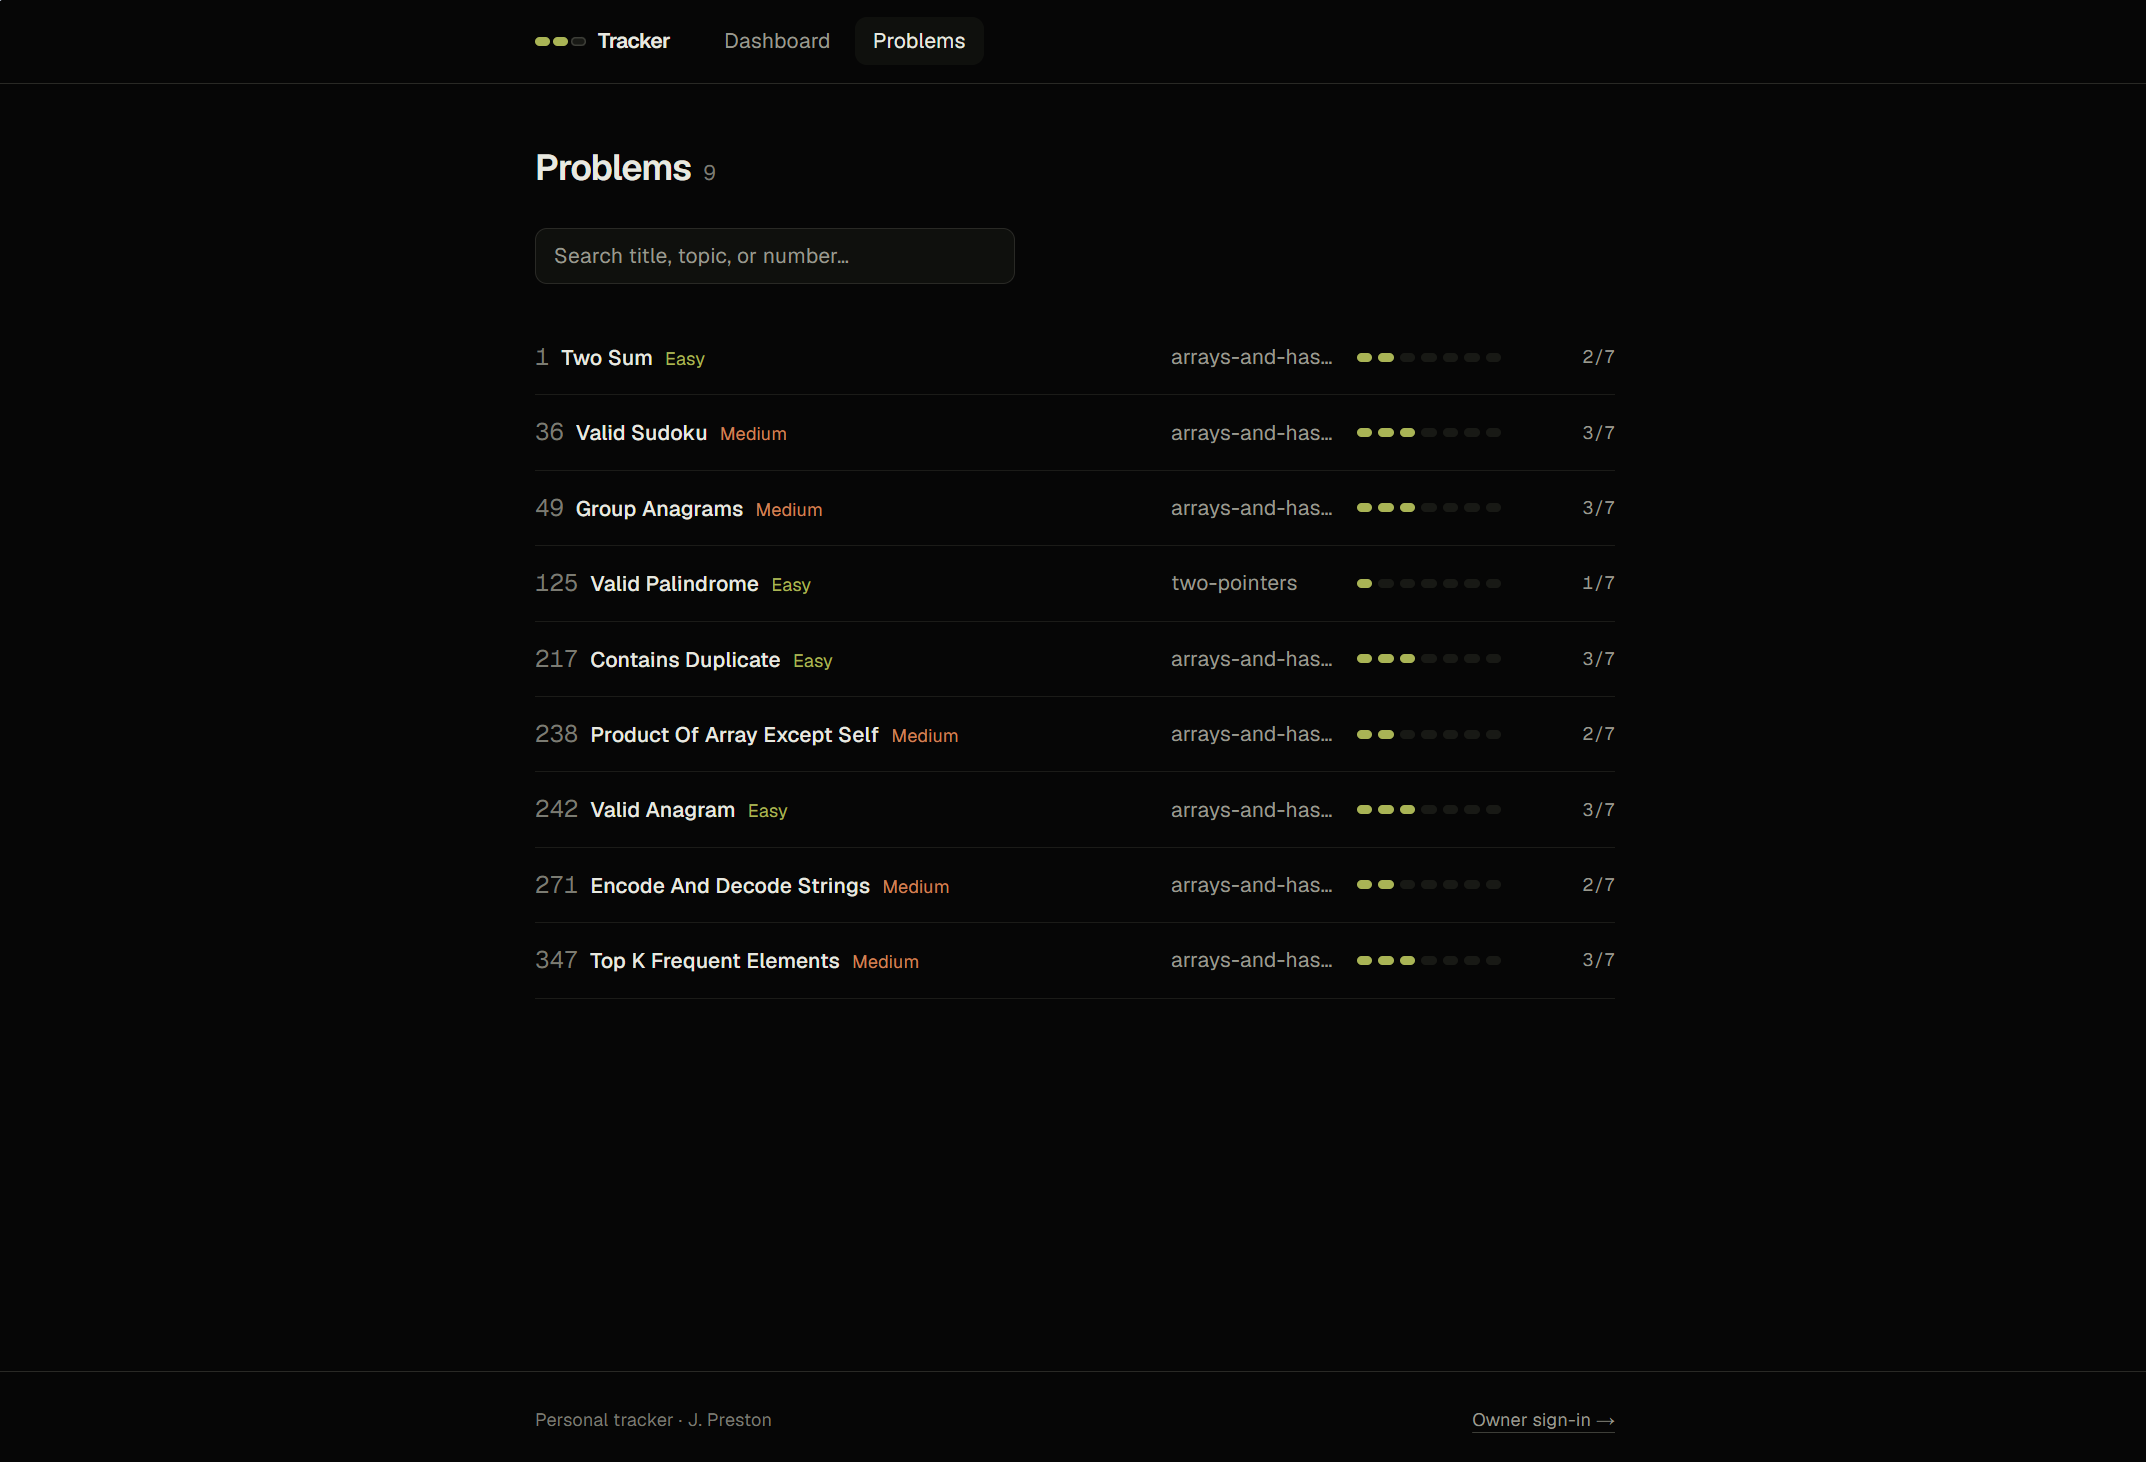 Tracker Dashboard Problems
Problems 9
Search title, topic, or number…
1 Two Sum Easy arrays-and-has… 2/7
36 Valid Sudoku Medium arrays-and-has… 3/7
49 Group Anagrams Medium arrays-and-has… 3/7
125 Valid Palindrome Easy two-pointers 1/7
217 Contains Duplicate Easy arrays-and-has… 3/7
238 Product Of Array Except Self Medium arrays-and-has… 2/7
242 Valid Anagram Easy arrays-and-has… 3/7
271 Encode And Decode Strings Medium arrays-and-has… 2/7
347 Top K Frequent Elements Medium arrays-and-has… 3/7
Personal tracker · J. Preston Owner sign-in →